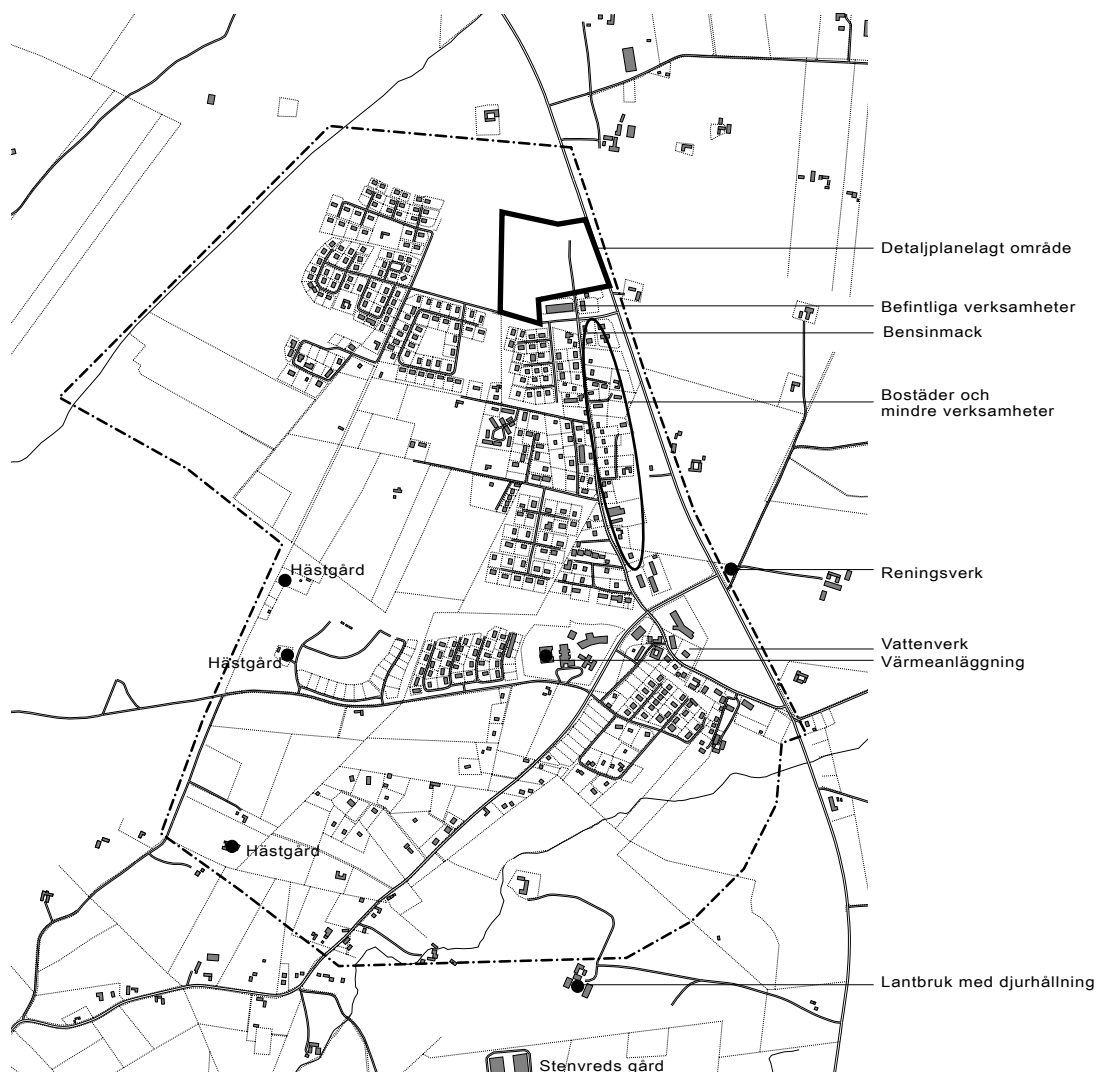 Detaljplanelagt område
Befintliga verksamheter
Bensinmack
Bostäder och
mindre verksamheter
Hästgård
Reningsverk
Hästgård
Vattenverk
Värmeanläggning
Hästgård
Lantbruk med djurhållning
Stenvreds gård